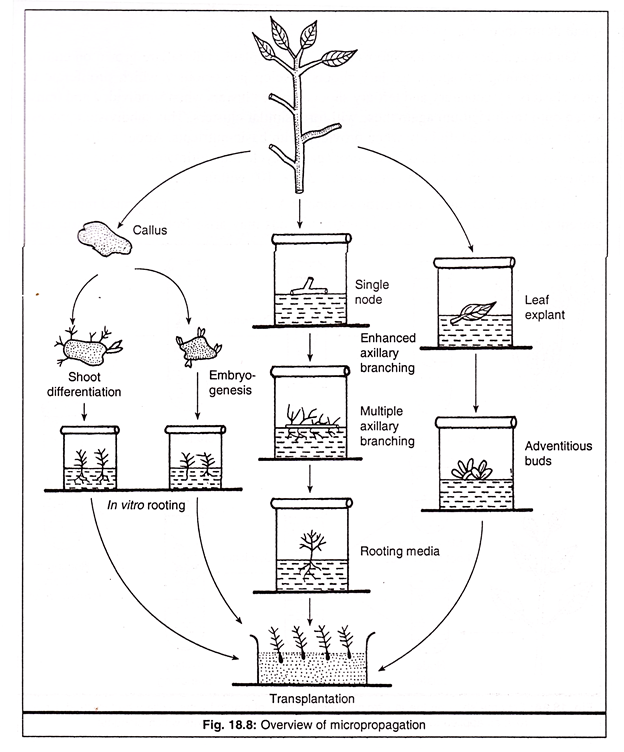 Callus
Single
node
Leaf
explant
Enhanced
axillary
branching
Shoot
differentiation
Embryo-
genesis
Multiple
axillary
branching
Adventitious
buds
In vitro rooting
Rooting media
Transplantation
Fig. 18.8: Overview of micropropagation